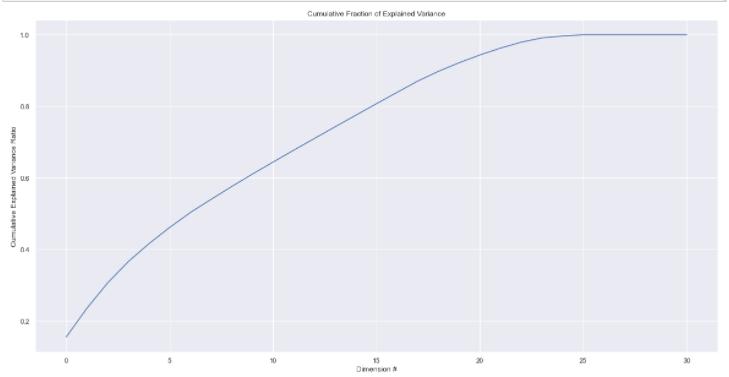 Cumulative Fraction of Explained Variance
1.0
0.8
0.6
0.4
0.2
Cumulative Explained Variance Ratio
0 5 10 15 20 25 30
Dimension #